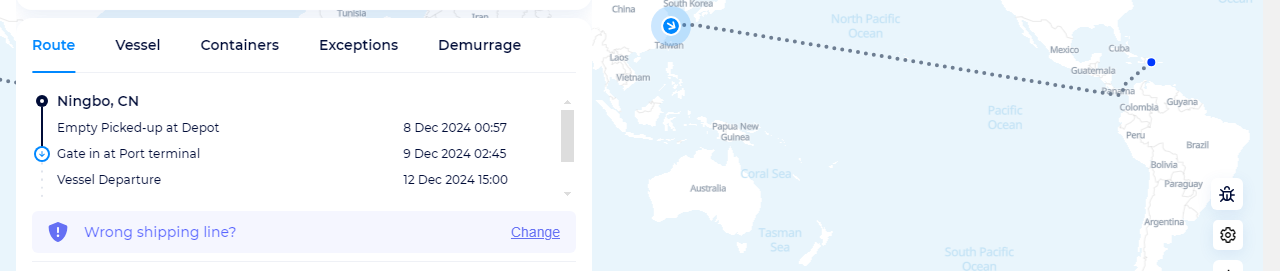 Tunisia
Iran
Route
Vessel
Containers
Exceptions
Demurrage
Ningbo, CN
Empty Picked-up at Depot
8 Dec 2024 00:57
Gate in at Port terminal
9 Dec 2024 02:45
Vessel Departure
12 Dec 2024 15:00
Wrong shipping line?
Change
South Korea
China
Taiwan
Laos
Vietnam
North Pacific
Ocean
Mexico
Cuba
Guatemala
Panama
Colombia
Guyana
Pacific
Ocean
Papua New
Guinea
Peru
Brazil
Bolivia
Coral Sea
Australia
Paraguay
Argentina
Tasman
Sea
South Pacific
Ocean
Ocean